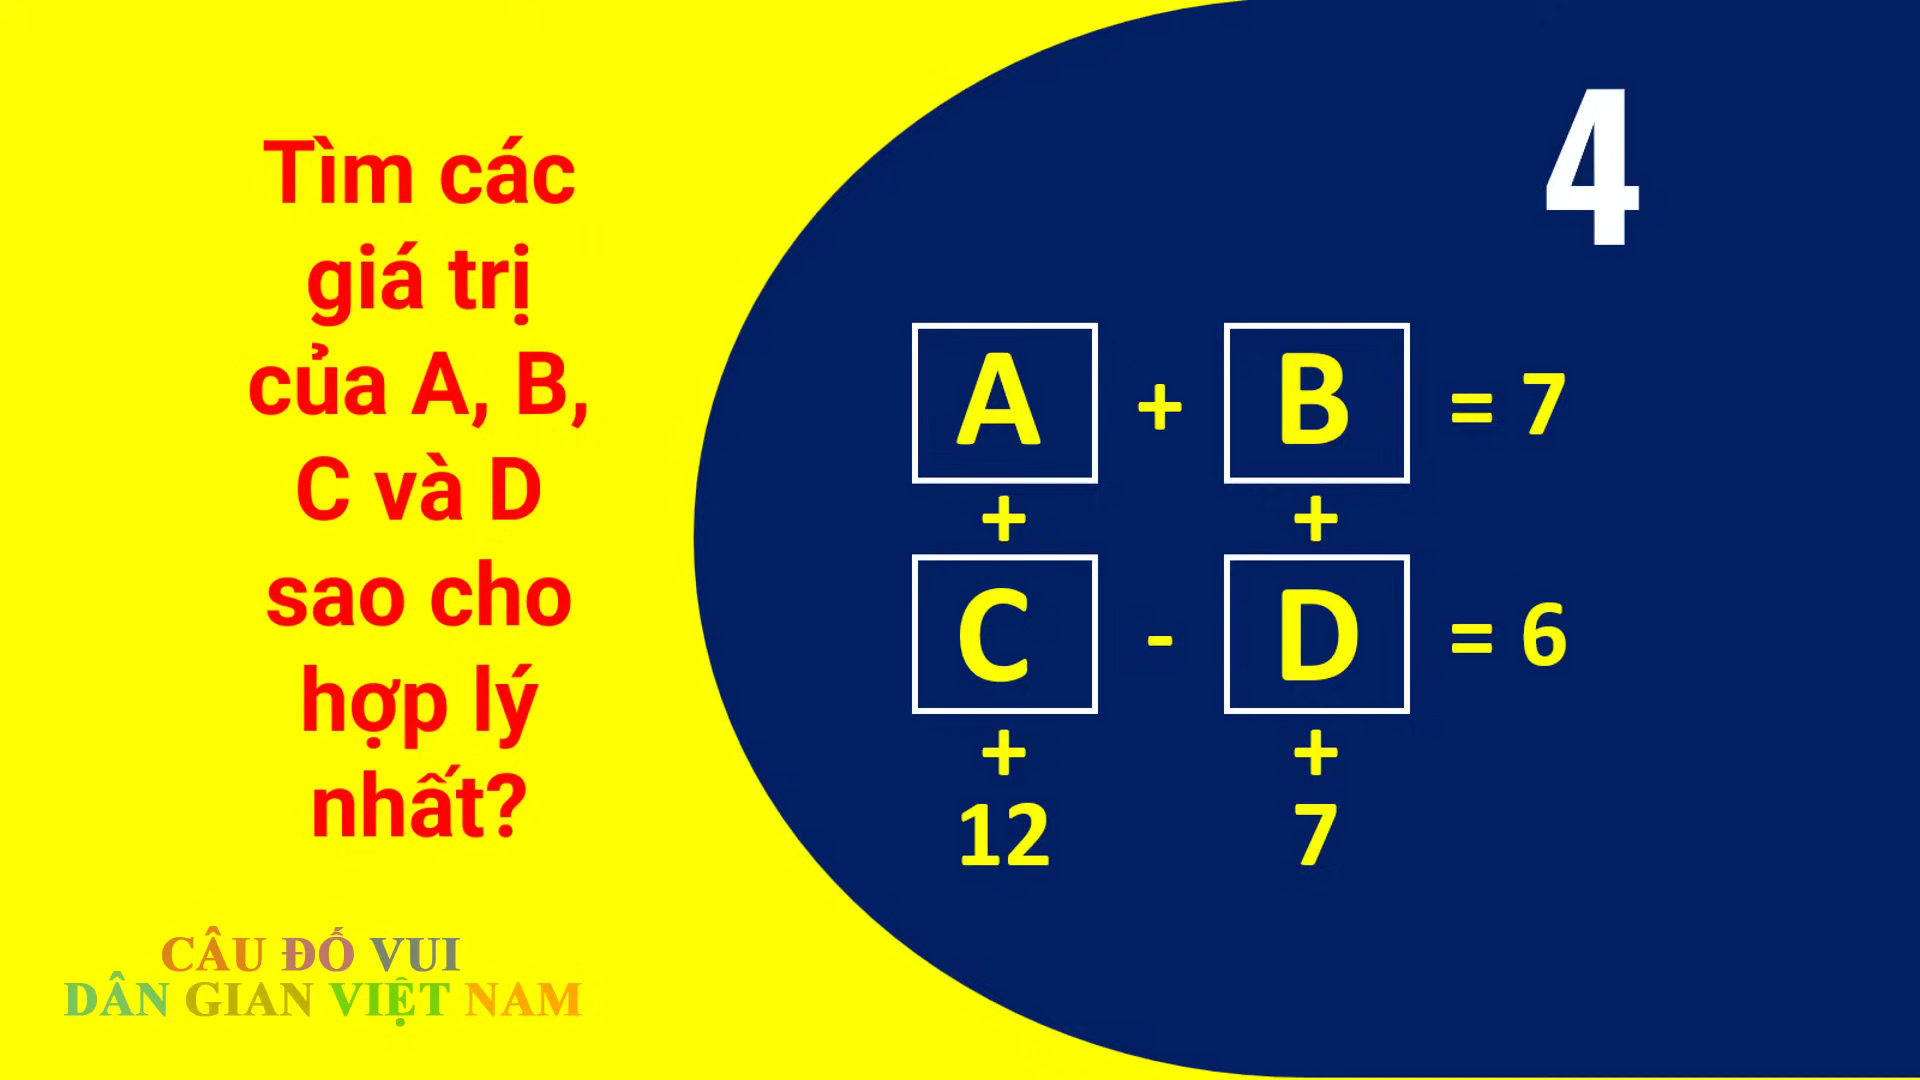 Tìm các
giá trị
của A, B,
C và D
sao cho
hợp lý
nhất?
CÂU ĐỐ VUI
DÂN GIAN VIỆT NAM
4
A + B = 7
+ +
C - D = 6
+ +
12 7